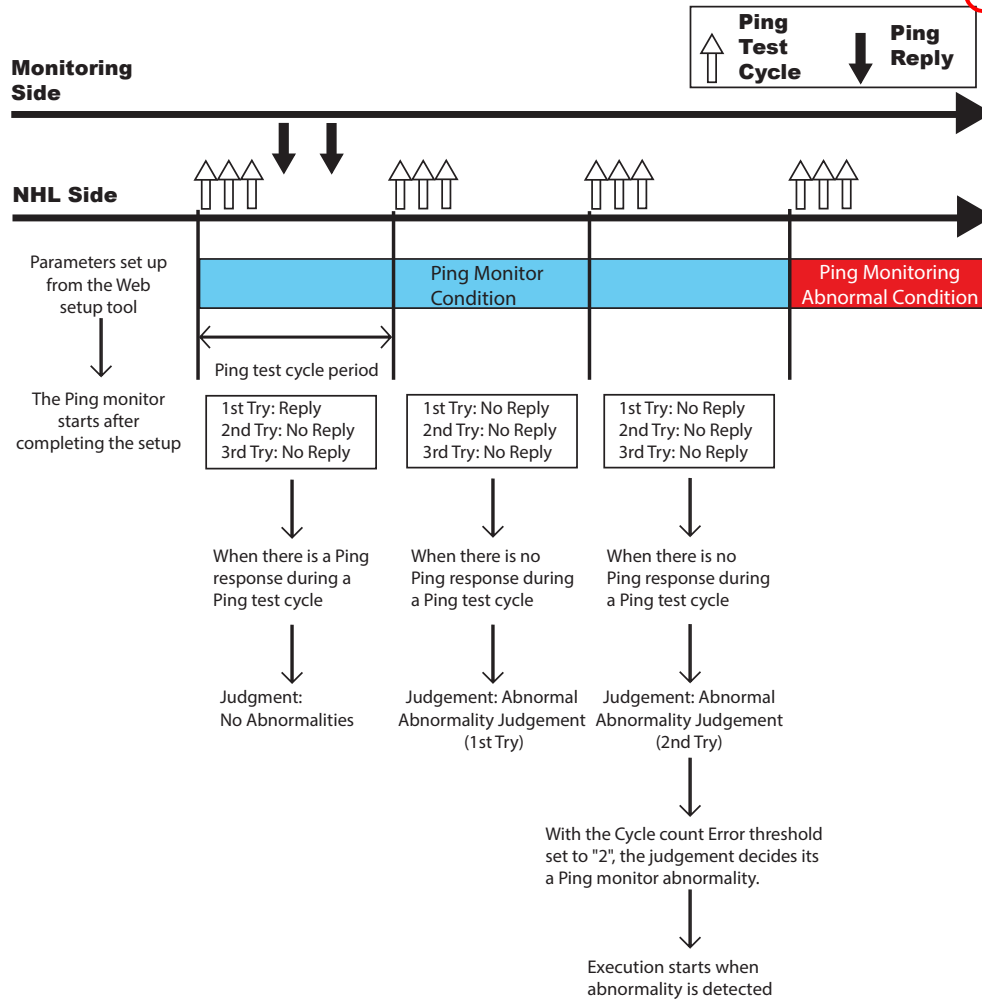 Ping
Test
Cycle
Ping
Reply
Monitoring
Side
NHL Side
Parameters set up
from the Web
setup tool
Ping Monitor
Condition
Ping Monitoring
Abnormal Condition
Ping test cycle period
The Ping monitor
starts after
completing the setup
1st Try: Reply
2nd Try: No Reply
3rd Try: No Reply
1st Try: No Reply
2nd Try: No Reply
3rd Try: No Reply
1st Try: No Reply
2nd Try: No Reply
3rd Try: No Reply
When there is a Ping
response during a
Ping test cycle
When there is no
Ping response during
a Ping test cycle
When there is no
Ping response during
a Ping test cycle
Judgment:
No Abnormalities
Judgement: Abnormal
Abnormality Judgement
(1st Try)
Judgement: Abnormal
Abnormality Judgement
(2nd Try)
With the Cycle count Error threshold
set to "2", the judgement decides its
a Ping monitor abnormality.
Execution starts when
abnormality is detected